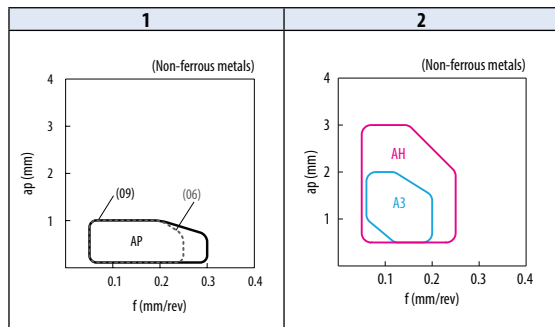 1
(Non-ferrous metals)
4
3
2
1
ap (mm)
(09)
(06)
AP
0.1
0.2
0.3
0.4
f (mm/rev)
2
(Non-ferrous metals)
4
3
2
1
ap (mm)
AH
A3
0.1
0.2
0.3
0.4
f (mm/rev)